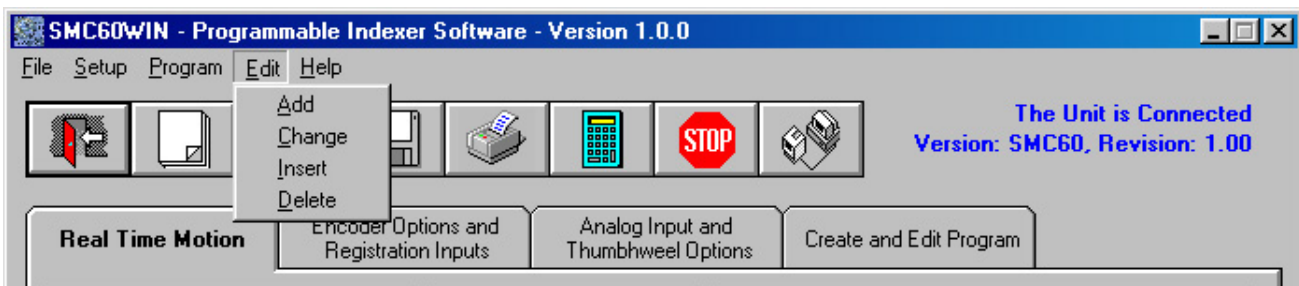 SMC60WIN - Programmable Indexer Software - Version 1.0.0
File Setup Program Edit Help
Add
Change
Insert
Delete
STOP
The Unit is Connected
Version: SMC60, Revision: 1.00
Real Time Motion
Encoder Options and
Registration Inputs
Analog Input and
Thumbhweel Options
Create and Edit Program